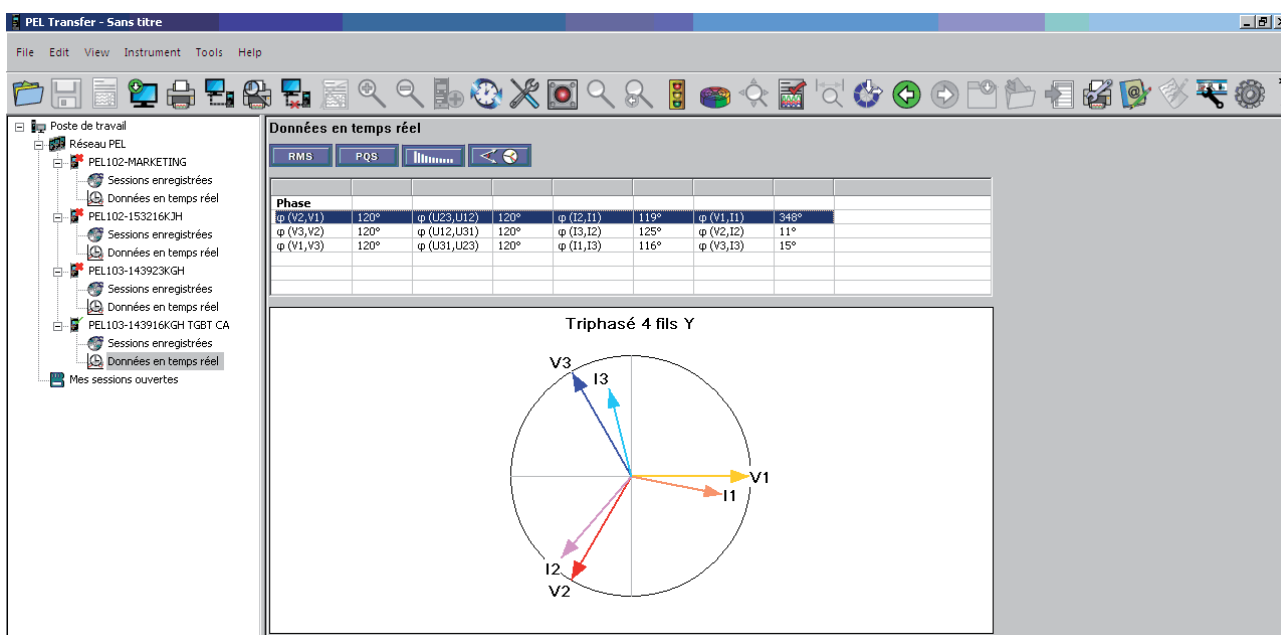 PEL Transfer - Sans titre
File Edit View Instrument Tools Help
Poste de travail
Réseau PEL
PEL102-MARKETING
Sessions enregistrées
Données en temps réel
PEL102-153216KJH
Sessions enregistrées
Données en temps réel
PEL103-143923KGH
Sessions enregistrées
Données en temps réel
PEL103-143916KGH TGBT CA
Sessions enregistrées
Données en temps réel
Mes sessions ouvertes
Données en temps réel
RMS PQS
Phase
φ (V2,V1) 120° φ (U23,U12) 120° φ (I2,I1) 119° φ (V1,I1) 348°
φ (V3,V2) 120° φ (U12,U31) 120° φ (I3,I2) 125° φ (V2,I2) 11°
φ (V1,V3) 120° φ (U31,U23) 120° φ (I1,I3) 116° φ (V3,I3) 15°
Triphasé 4 fils Y
V3
I3
V1
I1
I2
V2